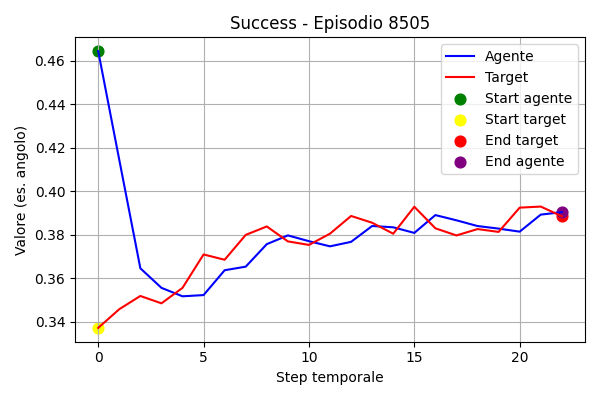 Success - Episodio 8505
Valore (es. angolo)
0.46
0.44
0.42
0.40
0.38
0.36
0.34
Agente
Target
Start agente
Start target
End target
End agente
0 5 10 15 20
Step temporale